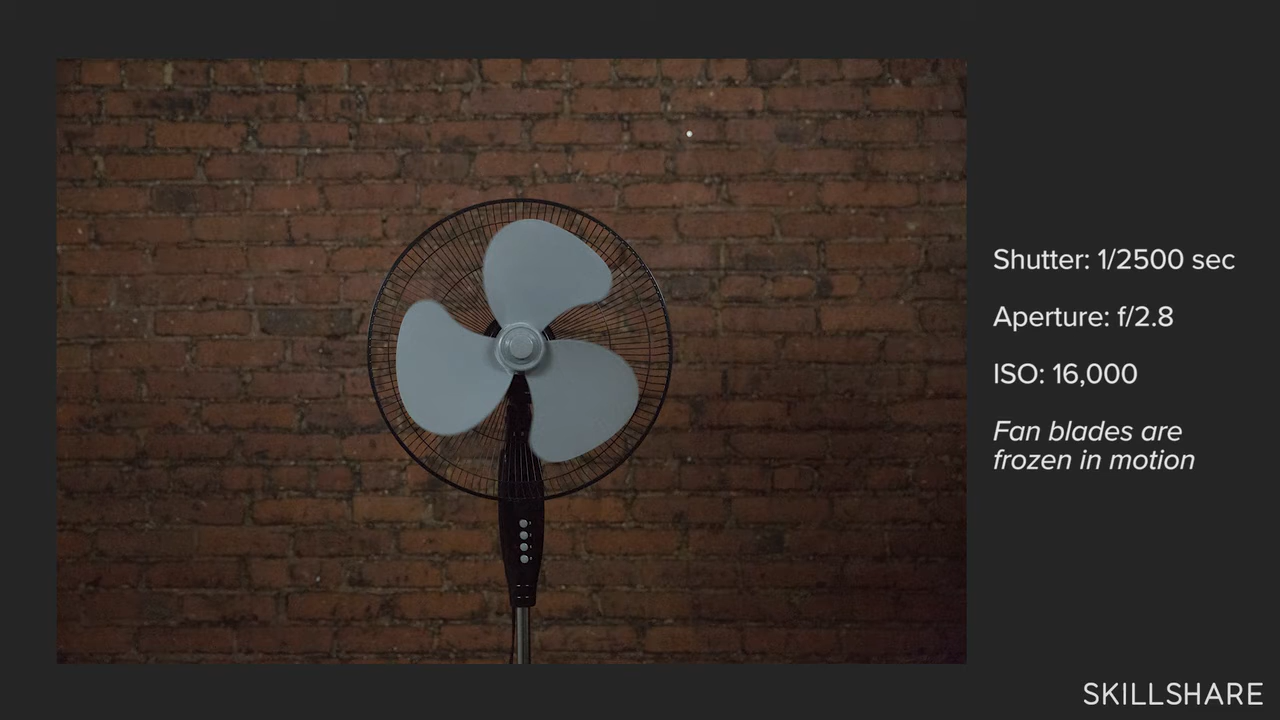 Shutter: 1/2500 sec
Aperture: f/2.8
ISO: 16,000
Fan blades are
frozen in motion
SKILLSHARE